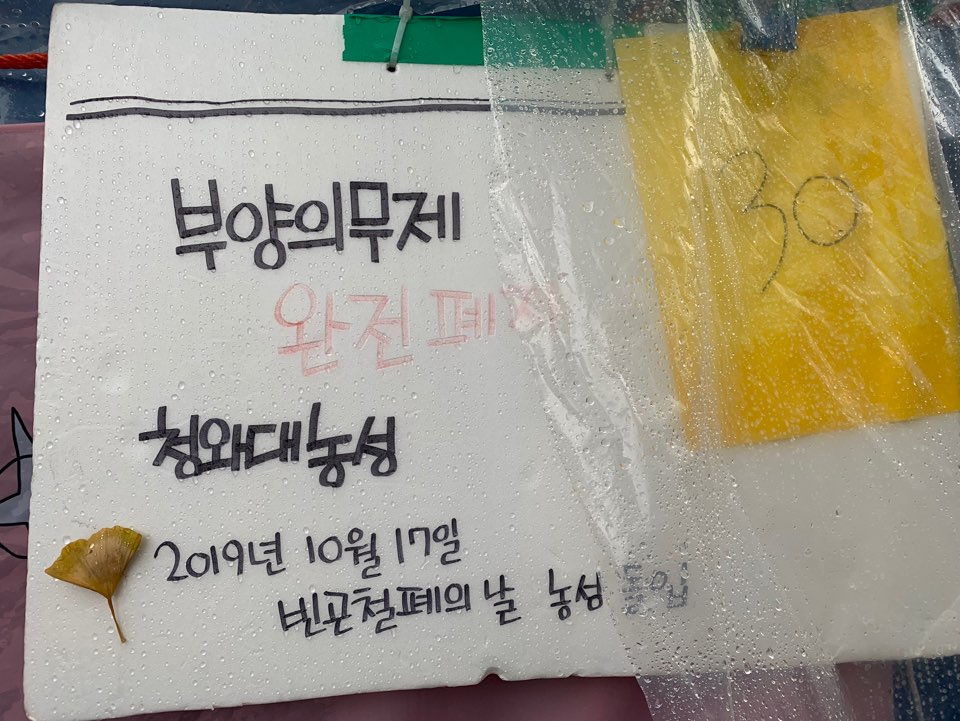 부양의무제
완전폐지
30
청와대농성
2019년 10월 17일
빈곤철폐의 날 농성 돌입